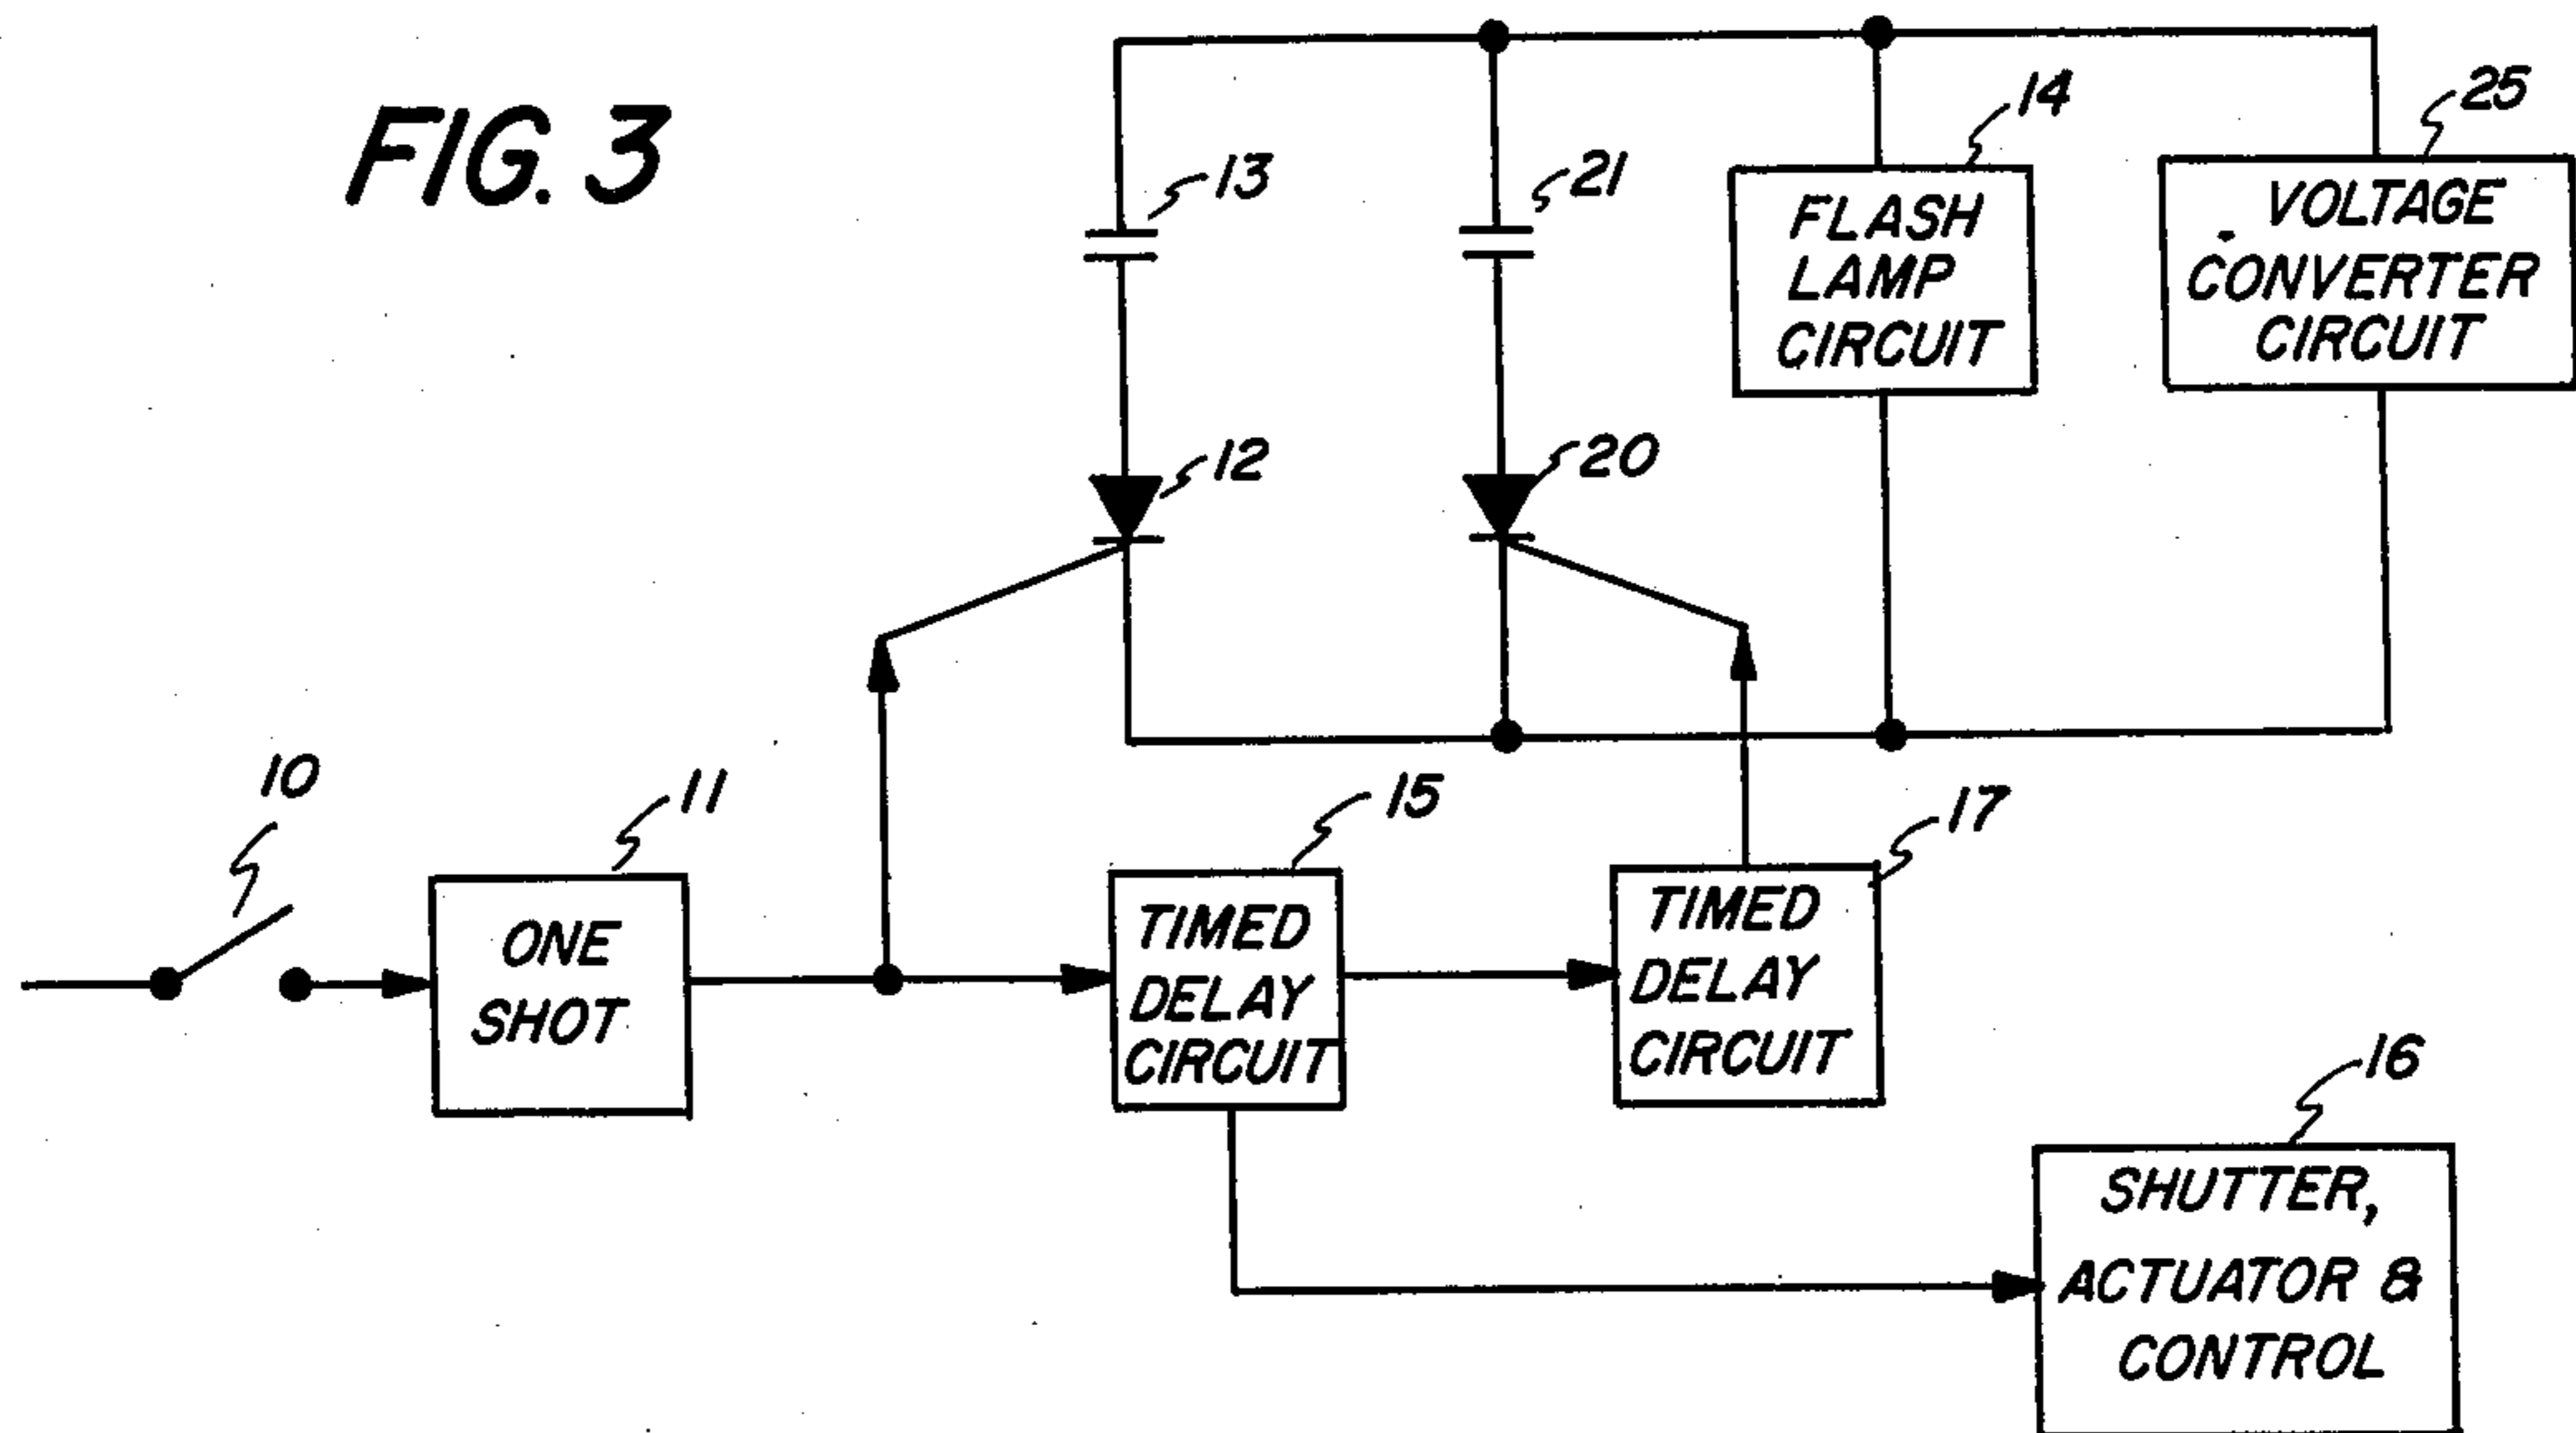 FIG. 3
13
21
14
25
FLASH
LAMP
CIRCUIT
VOLTAGE
CONVERTER
CIRCUIT
12
20
10
11
15
17
ONE
SHOT
TIMED
DELAY
CIRCUIT
TIMED
DELAY
CIRCUIT
16
SHUTTER,
ACTUATOR &
CONTROL